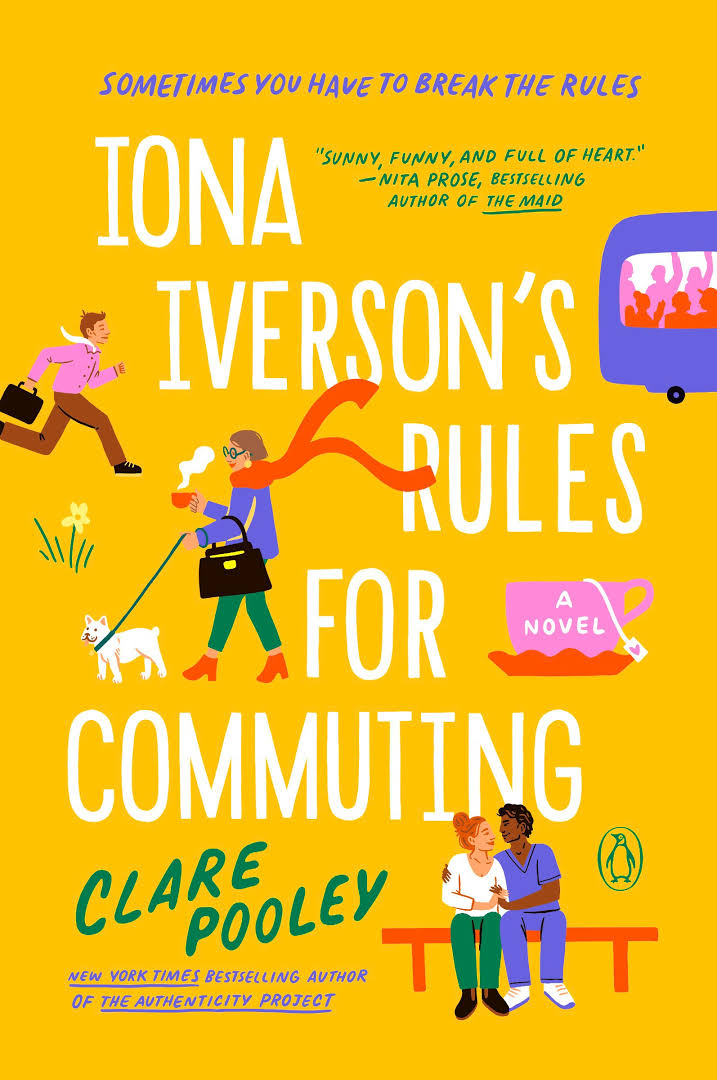 SOMETIMES YOU HAVE TO BREAK THE RULES
IONA
"SUNNY, FUNNY, AND FULL OF HEART."
—NITA PROSE, BESTSELLING
AUTHOR OF THE MAID
IVERSON'S
RULES
FOR
A
NOVEL
COMMUTING
CLARE
POOLEY
NEW YORK TIMES BESTSELLING AUTHOR
OF THE AUTHENTICITY PROJECT